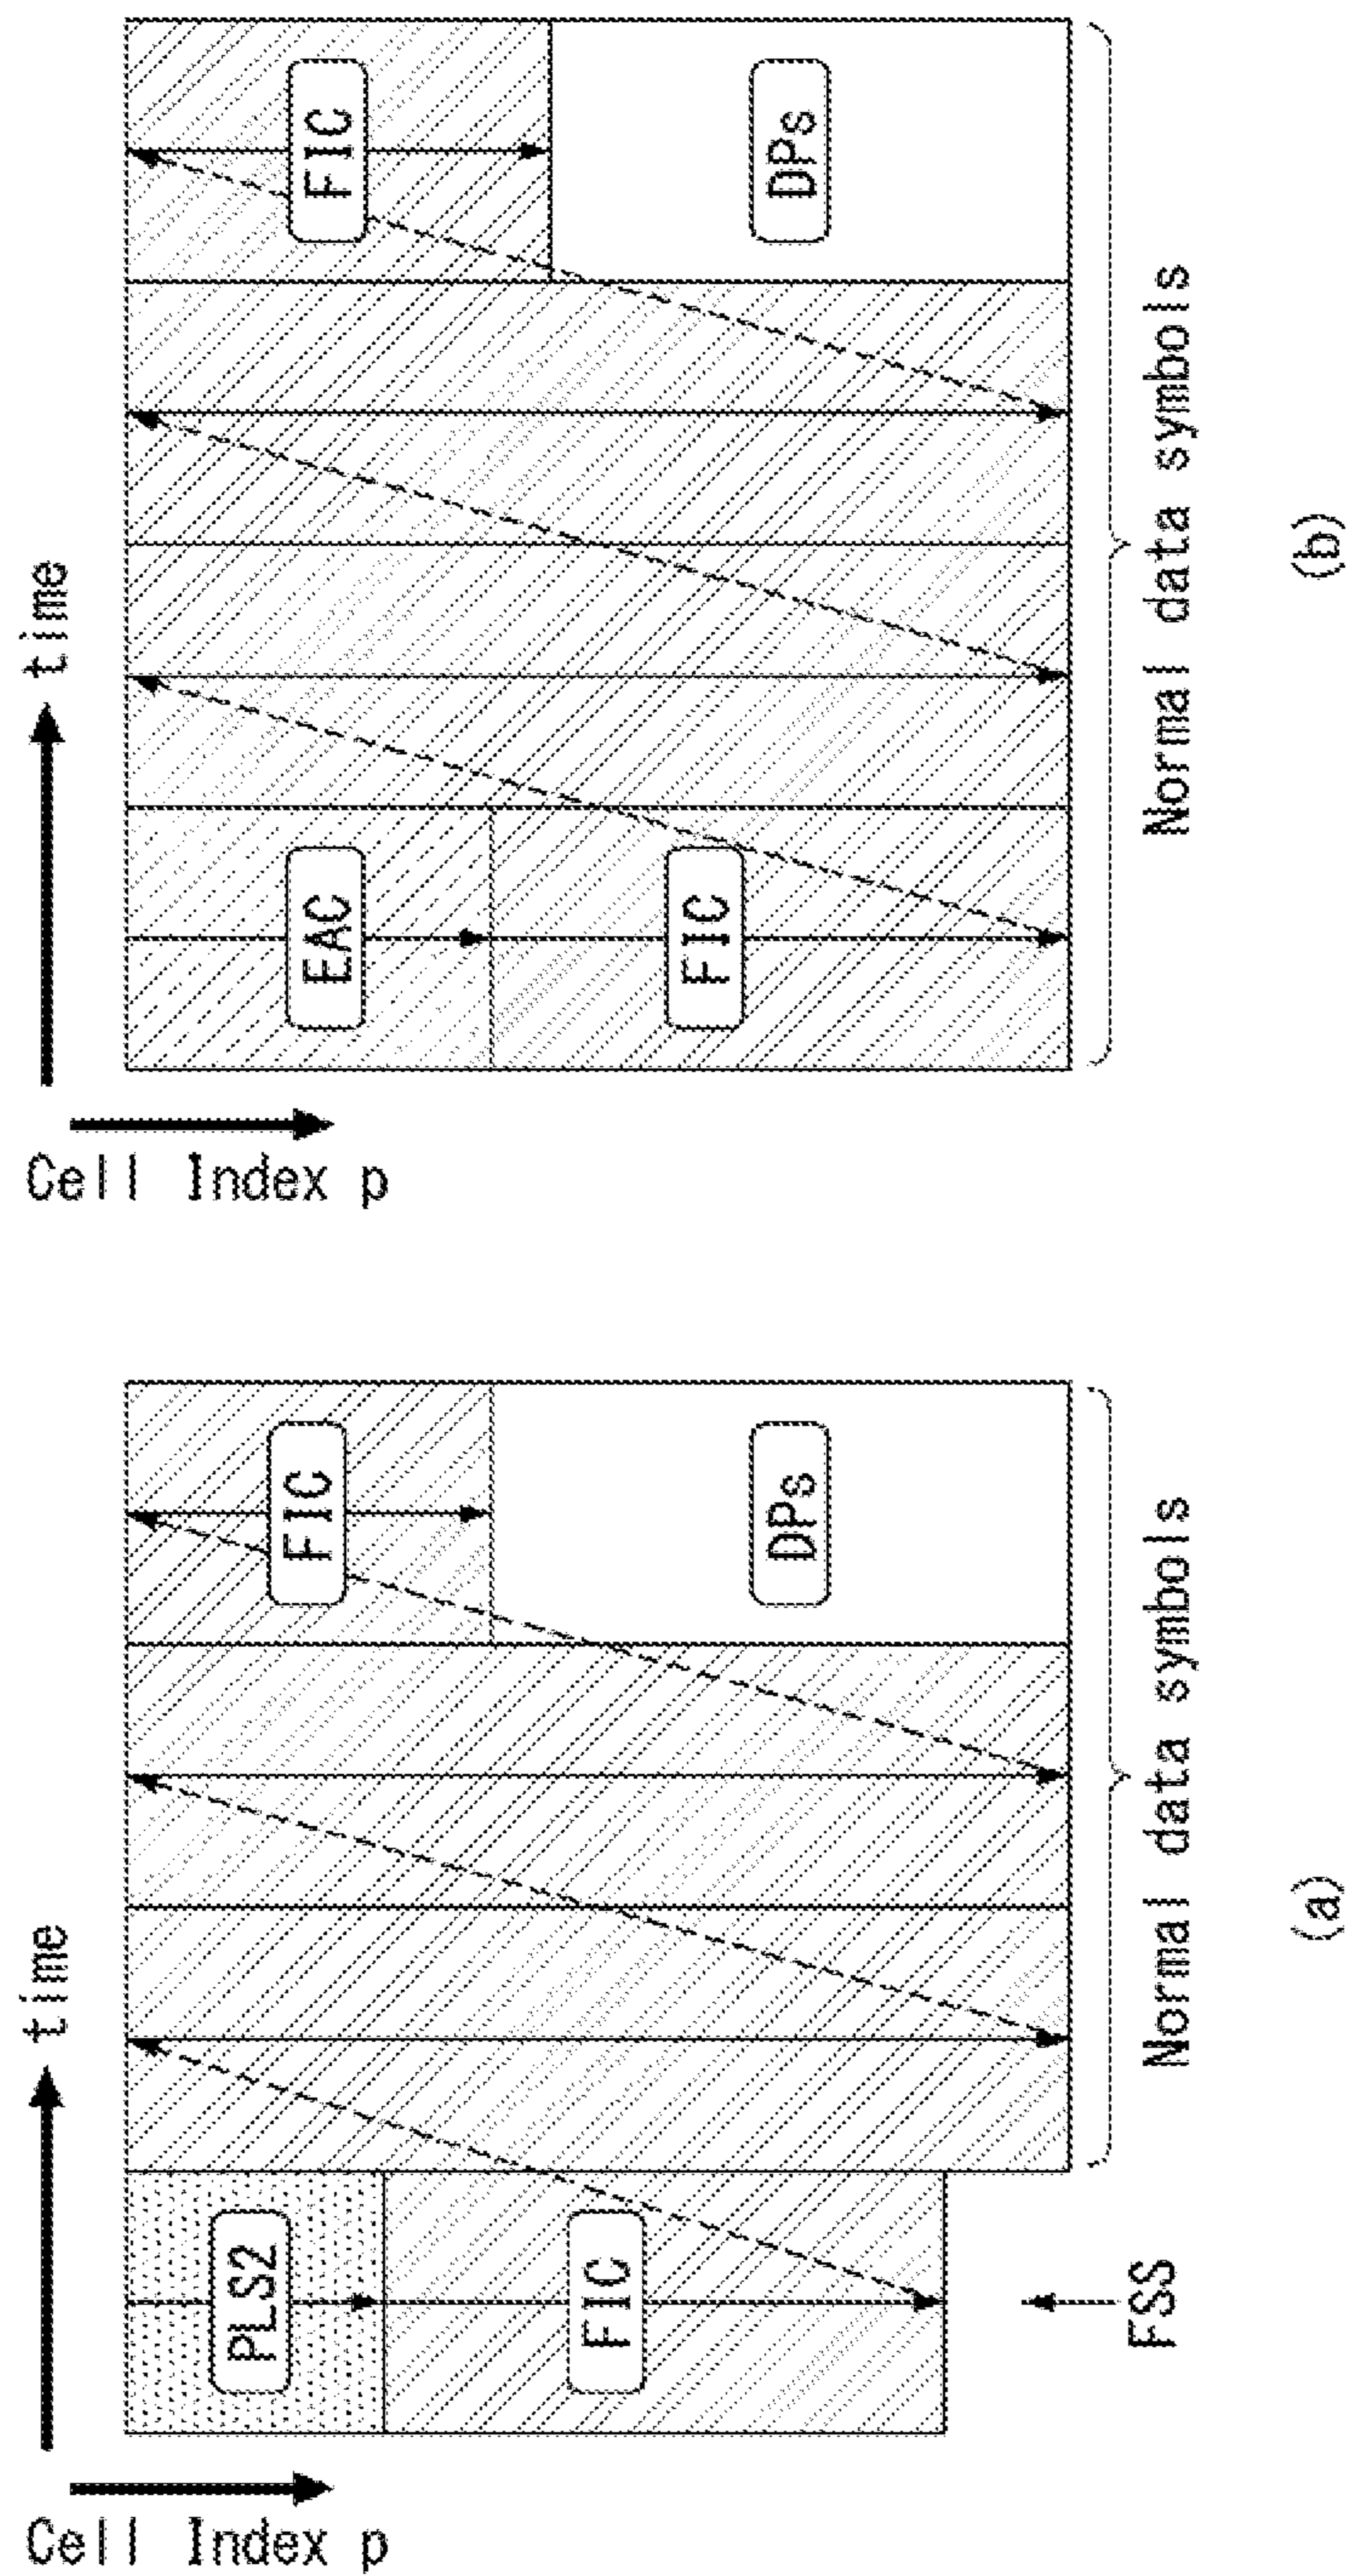 Cell Index p
time
PLS2
FIC
FIC
DPs
FSS
Normal data symbols
(a)
Cell Index p
time
EAC
FIC
FIC
DPs
Normal data symbols
(b)